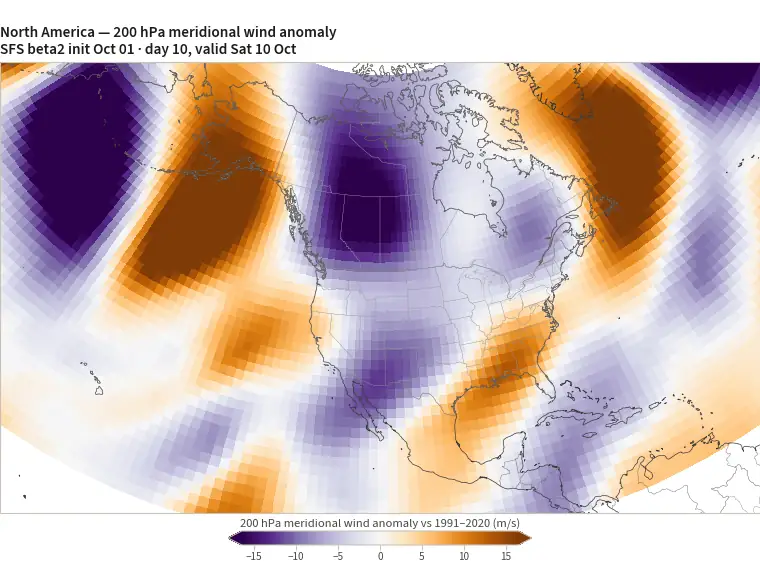 North America — 200 hPa meridional wind anomaly
SFS beta2 init Oct 01 · day 10, valid Sat 10 Oct
200 hPa meridional wind anomaly vs 1991–2020 (m/s)
−15 −10 −5 0 5 10 15